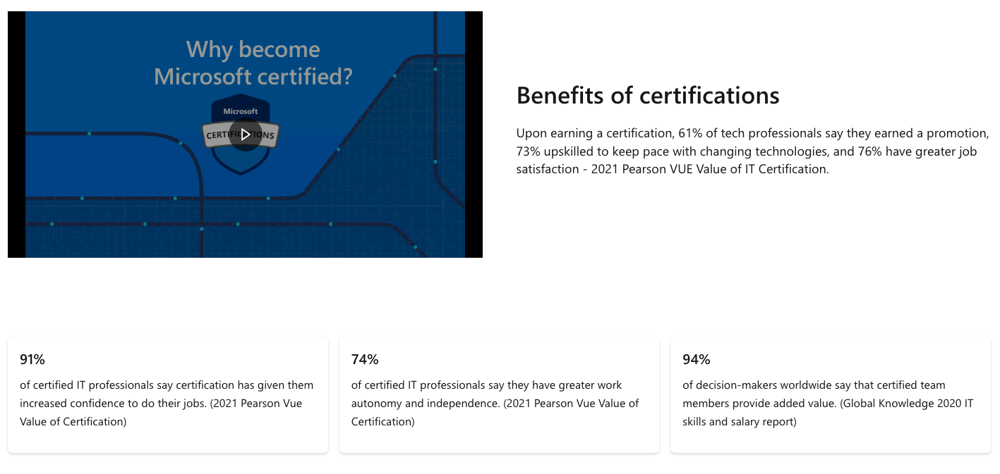 Why become
Microsoft certified?
Microsoft
CERTIFICATIONS
Benefits of certifications
Upon earning a certification, 61% of tech professionals say they earned a promotion,
73% upskilled to keep pace with changing technologies, and 76% have greater job
satisfaction - 2021 Pearson VUE Value of IT Certification.
91%
of certified IT professionals say certification has given them
increased confidence to do their jobs. (2021 Pearson Vue
Value of Certification)
74%
of certified IT professionals say they have greater work
autonomy and independence. (2021 Pearson Vue Value of
Certification)
94%
of decision-makers worldwide say that certified team
members provide added value. (Global Knowledge 2020 IT
skills and salary report)